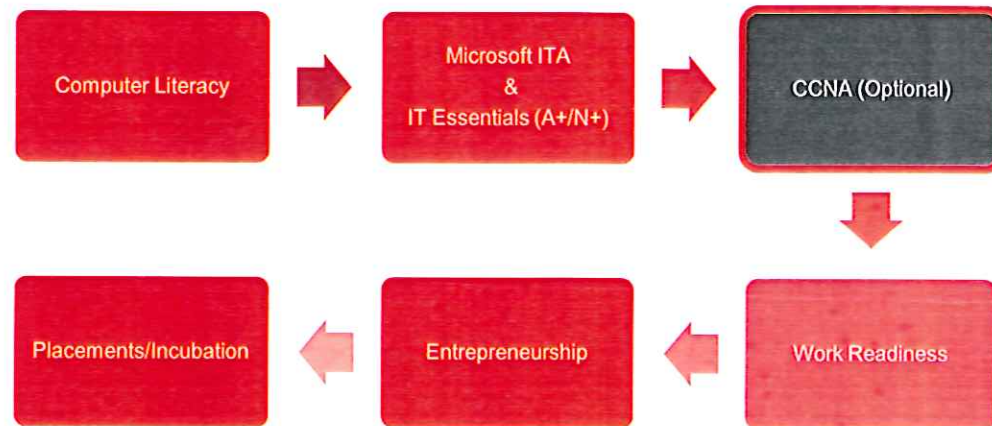 Computer Literacy
Microsoft ITA
&
IT Essentials (A+/N+)
CCNA (Optional)
Work Readiness
Entrepreneurship
Placements/Incubation